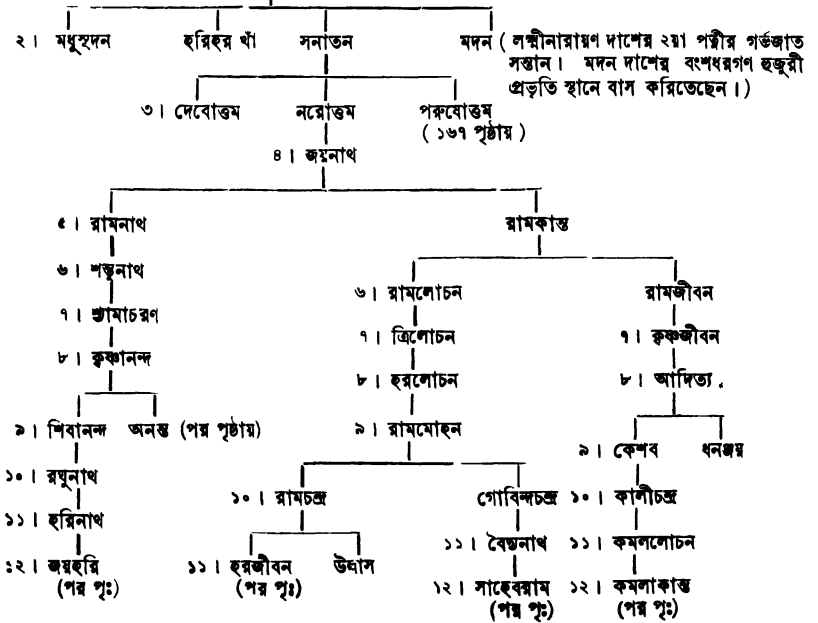 ২। মধুসূদন হরিহর খাঁ সনাতন মদন ( লক্ষ্মীনারায়ণ দাশের ২য়া পত্নীর গর্ভজাত
সন্তান। মদন দাশের বংশধরগণ হুজুরী
প্রভৃতি স্থানে বাস করিতেছেন।)
৩। দেবোত্তম নরোত্তম পরুষোত্তম
( ১৬৭ পৃষ্ঠায় )
৪। জয়নাথ
৫। রামনাথ রামকান্ত
৬। শম্ভুনাথ
৬। রামলোচন রামজীবন
৭। শ্যামাচরণ
৭। ত্রিলোচন ৭। কৃষ্ণজীবন
৮। কৃষ্ণানন্দ
৮। হরলোচন ৮। আদিত্য .
৯। শিবানন্দ অনন্ত (পর পৃষ্ঠায়) ৯। রামমোহন
৯। কেশব ধনঞ্জয়
১০। রঘুনাথ
১০। রামচন্দ্র গোবিন্দচন্দ্র ১০। কালীচন্দ্র
১১। হরিনাথ
১১। বৈদ্যনাথ ১১। কমললোচন
১২। জয়হরি ১১। হরজীবন উল্লাস
(পর পৃঃ) (পর পৃঃ)
১২। সাহেবরাম ১২। কমলাকান্ত
(পর পৃঃ) (পর পৃঃ)